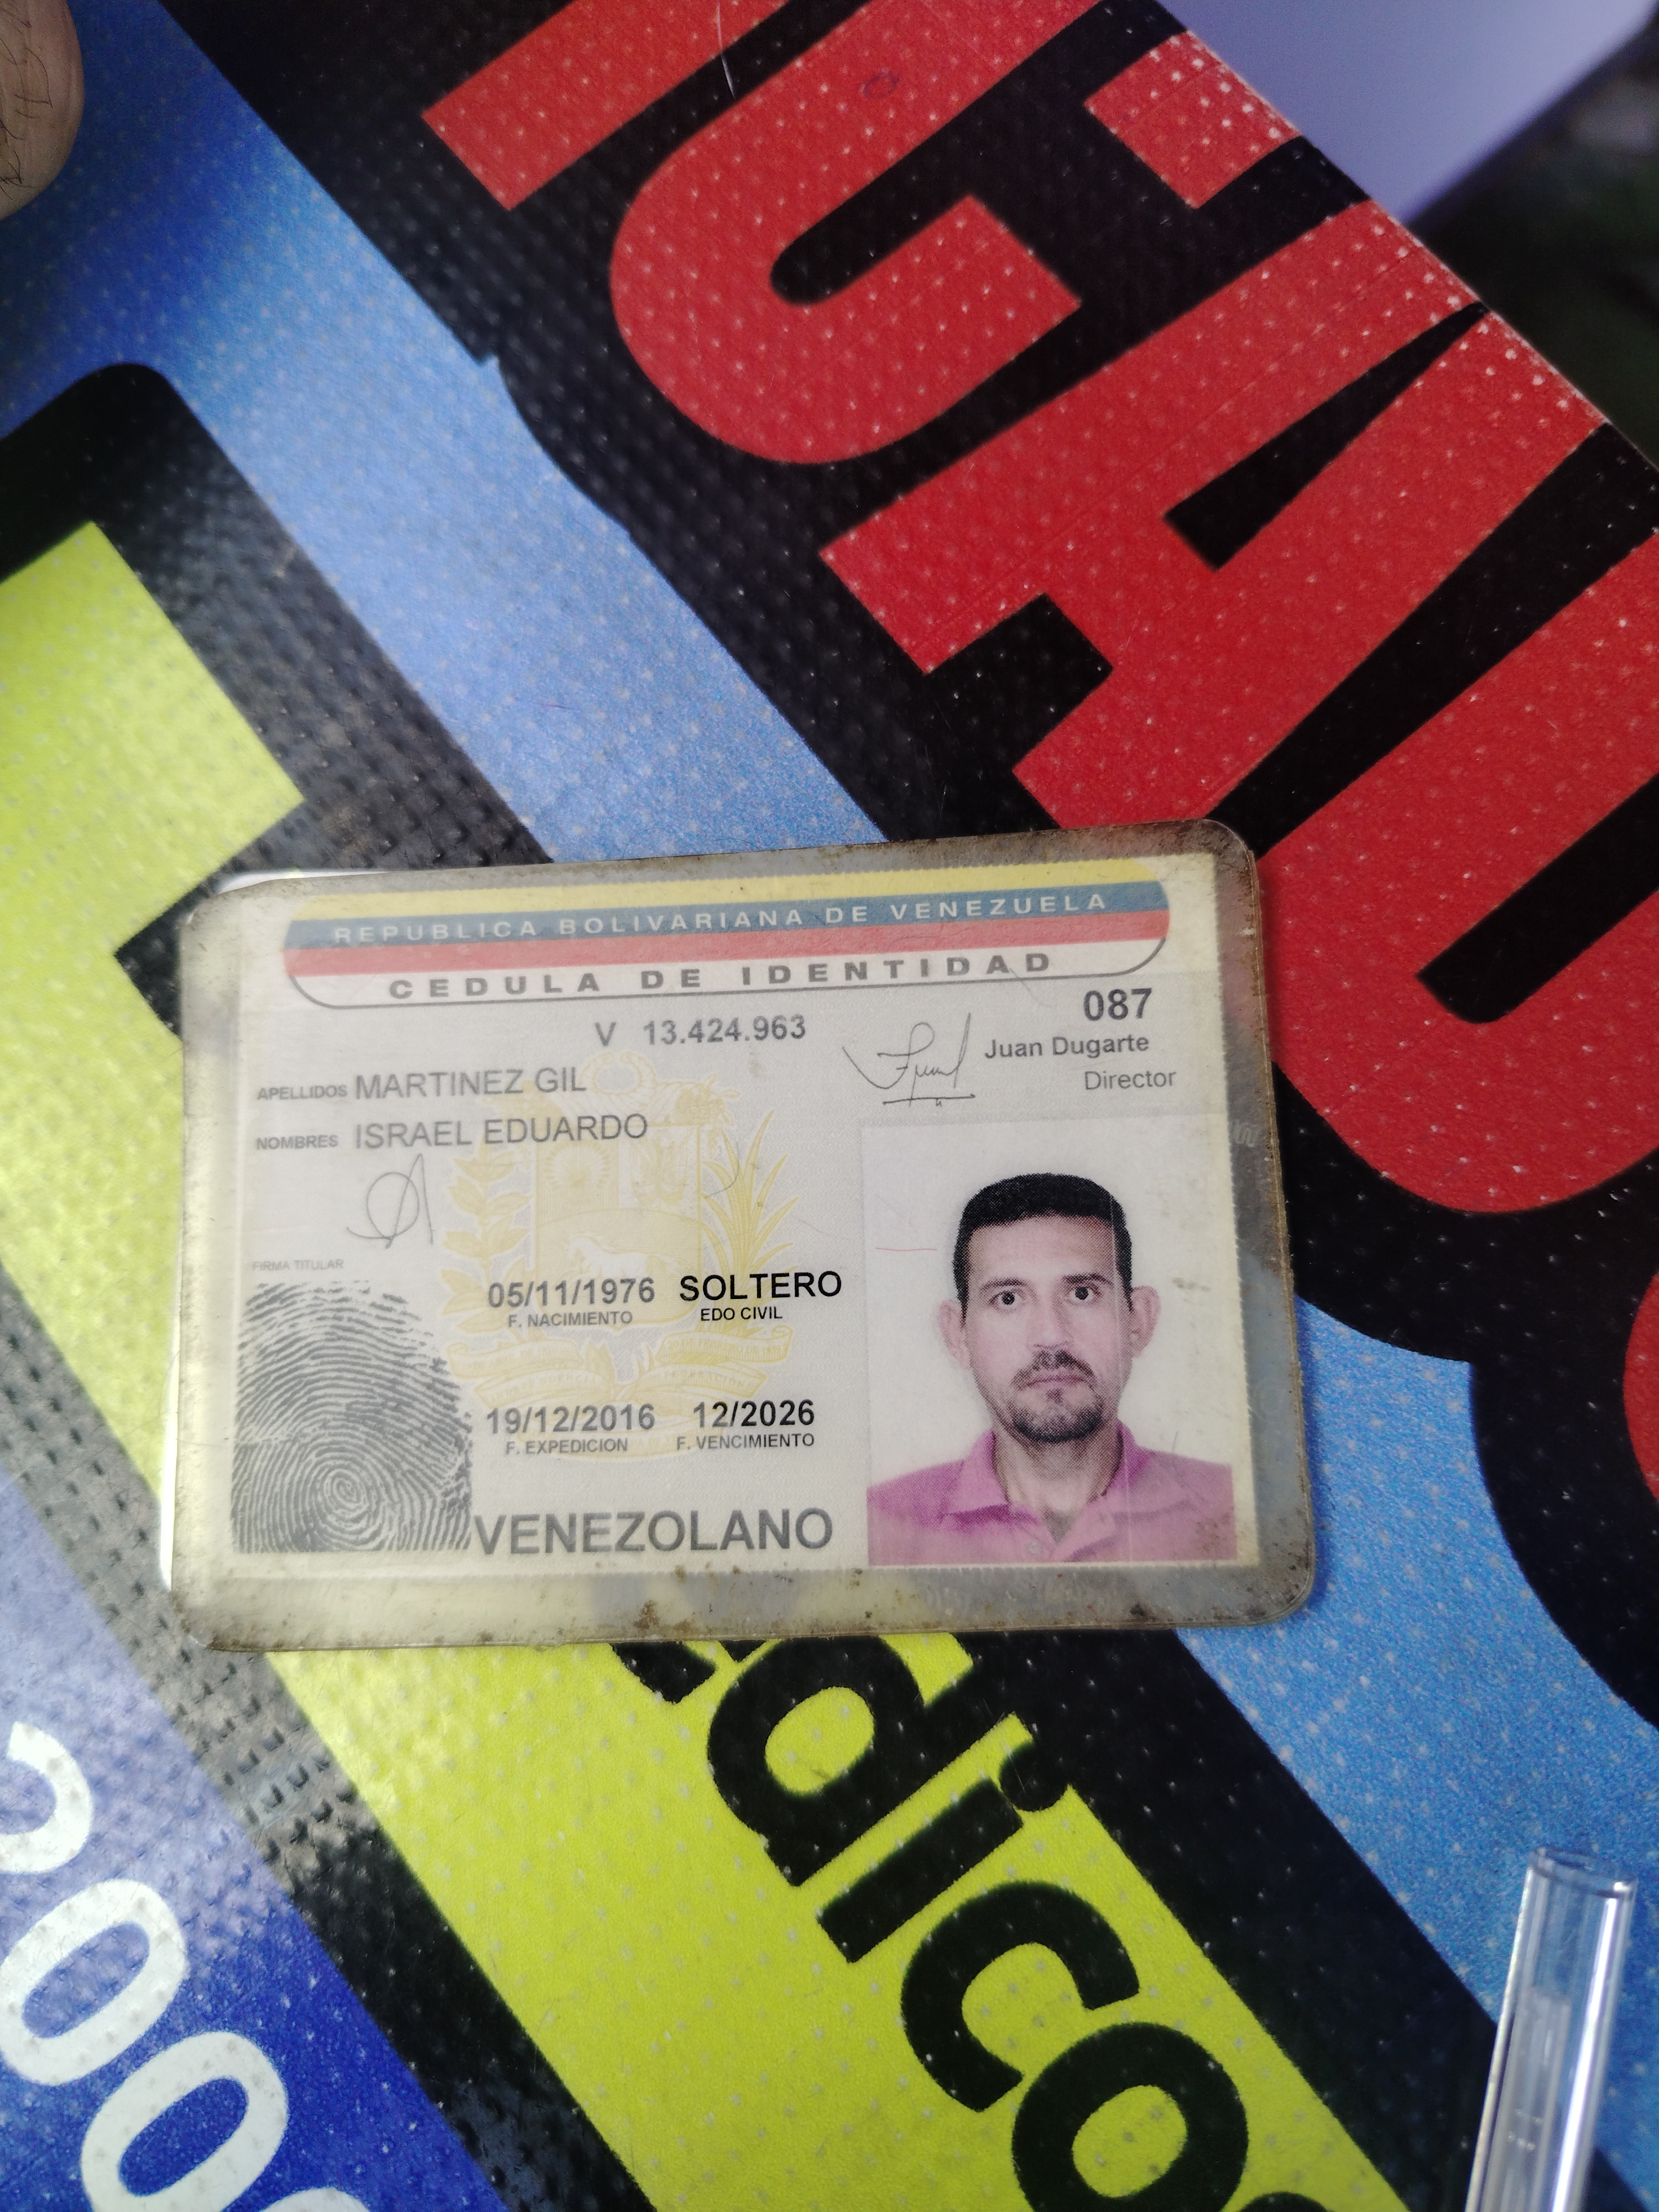 REPUBLICA BOLIVARIANA DE VENEZUELA
CEDULA DE IDENTIDAD
V 13.424.963
087
Juan Dugarte
Director
APELLIDOS MARTINEZ GIL
NOMBRES ISRAEL EDUARDO
FIRMA TITULAR
05/11/1976 SOLTERO
F. NACIMIENTO EDO CIVIL
19/12/2016 12/2026
F. EXPEDICION F. VENCIMIENTO
VENEZOLANO